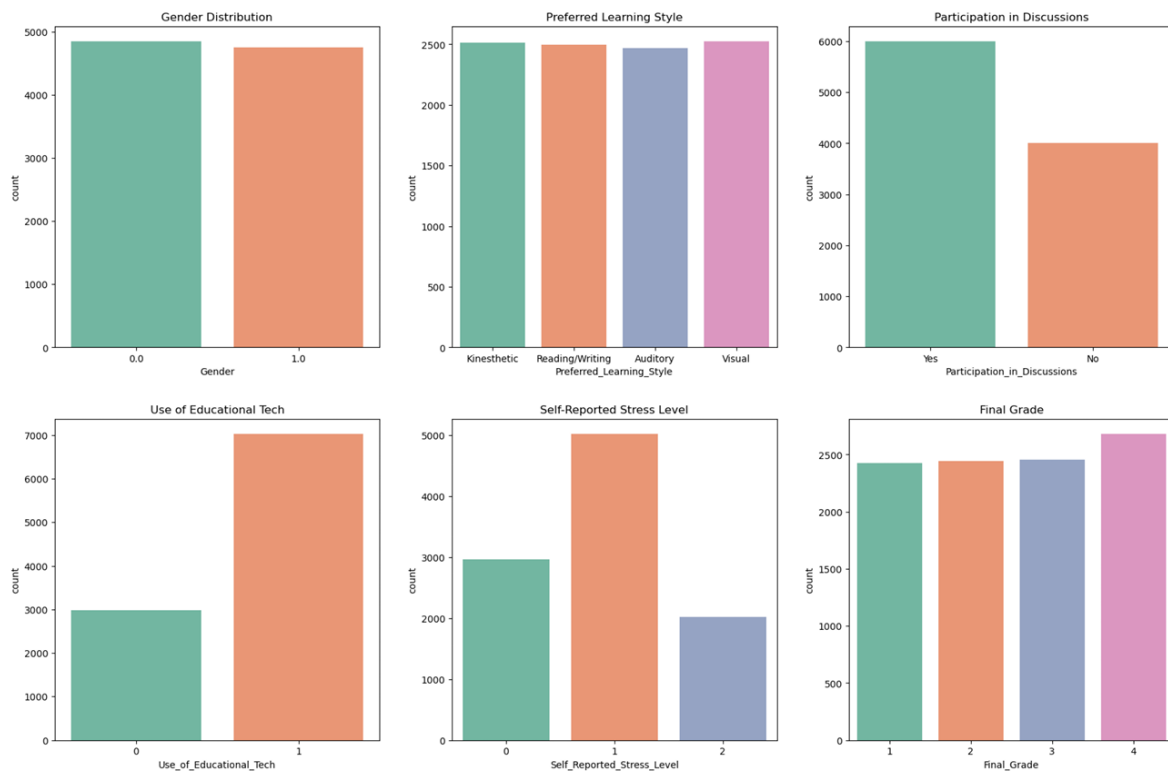 Gender Distribution
5000
4000
3000
2000
1000
0
count
0.0 1.0
Gender
Preferred Learning Style
2500
2000
1500
1000
500
0
count
Kinesthetic Reading/Writing Auditory Visual
Preferred_Learning_Style
Participation in Discussions
6000
5000
4000
3000
2000
1000
0
count
Yes No
Participation_in_Discussions
Use of Educational Tech
7000
6000
5000
4000
3000
2000
1000
0
count
0 1
Use_of_Educational_Tech
Self-Reported Stress Level
5000
4000
3000
2000
1000
0
count
0 1 2
Self_Reported_Stress_Level
Final Grade
2500
2000
1500
1000
500
0
count
1 2 3 4
Final_Grade